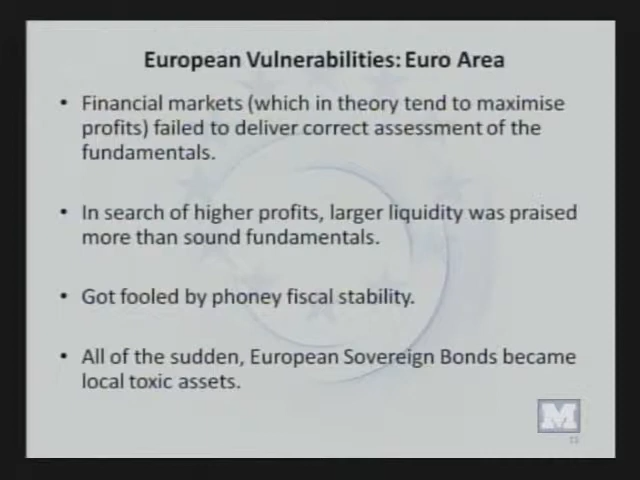 European Vulnerabilities: Euro Area
• Financial markets (which in theory tend to maximise
profits) failed to deliver correct assessment of the
fundamentals.
• In search of higher profits, larger liquidity was praised
more than sound fundamentals.
• Got fooled by phoney fiscal stability.
• All of the sudden, European Sovereign Bonds became
local toxic assets.
M